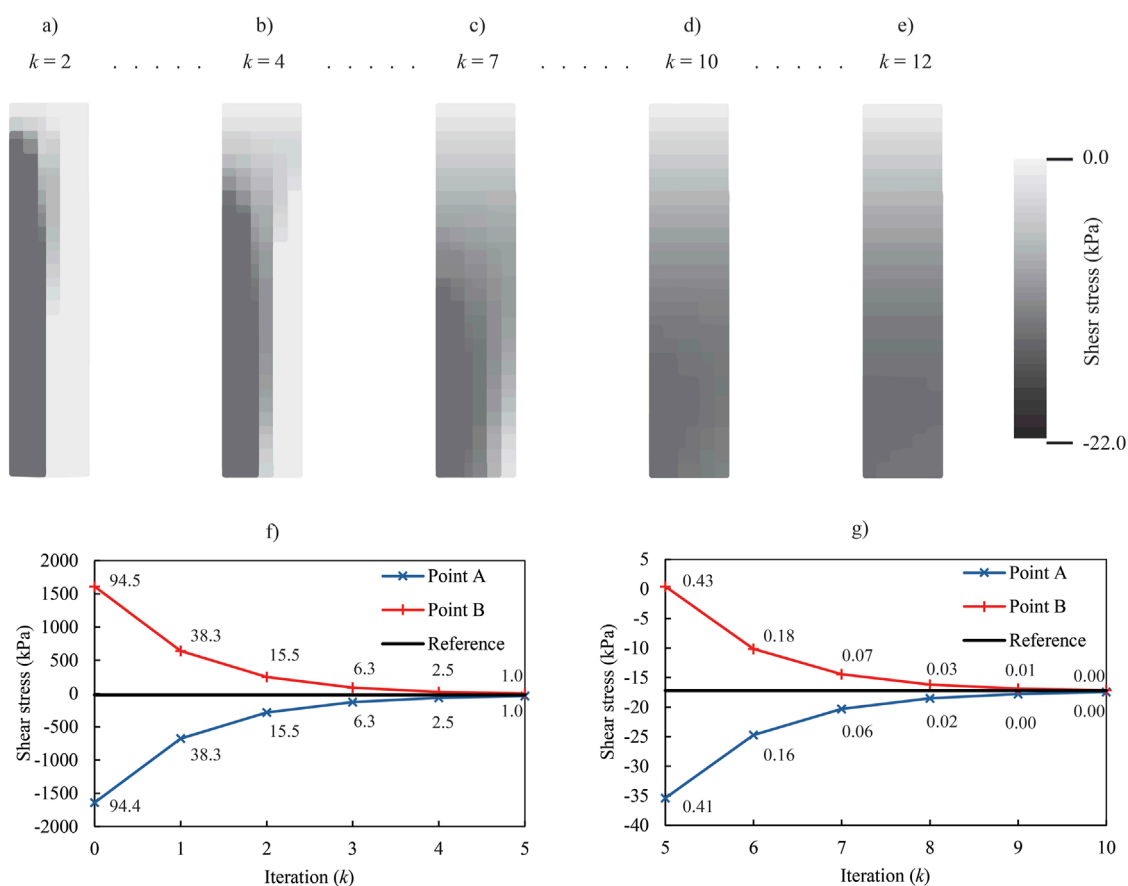 a) b) c) d) e)
k = 2 . . . . . k = 4 . . . . . k = 7 . . . . . k = 10 . . . . . k = 12
0.0
Shesr stress (kPa)
-22.0
f)
2000
1500
1000
500
0
-500
-1000
-1500
-2000
Shear stress (kPa)
Point A
Point B
Reference
94.5
38.3
15.5
6.3
2.5
1.0
94.4
38.3
15.5
6.3
2.5
1.0
0 1 2 3 4 5
Iteration (k)
g)
5
0
-5
-10
-15
-20
-25
-30
-35
-40
Shear stress (kPa)
Point A
Point B
Reference
0.43
0.18
0.07
0.03
0.01
0.00
0.41
0.16
0.06
0.02
0.00
0.00
5 6 7 8 9 10
Iteration (k)